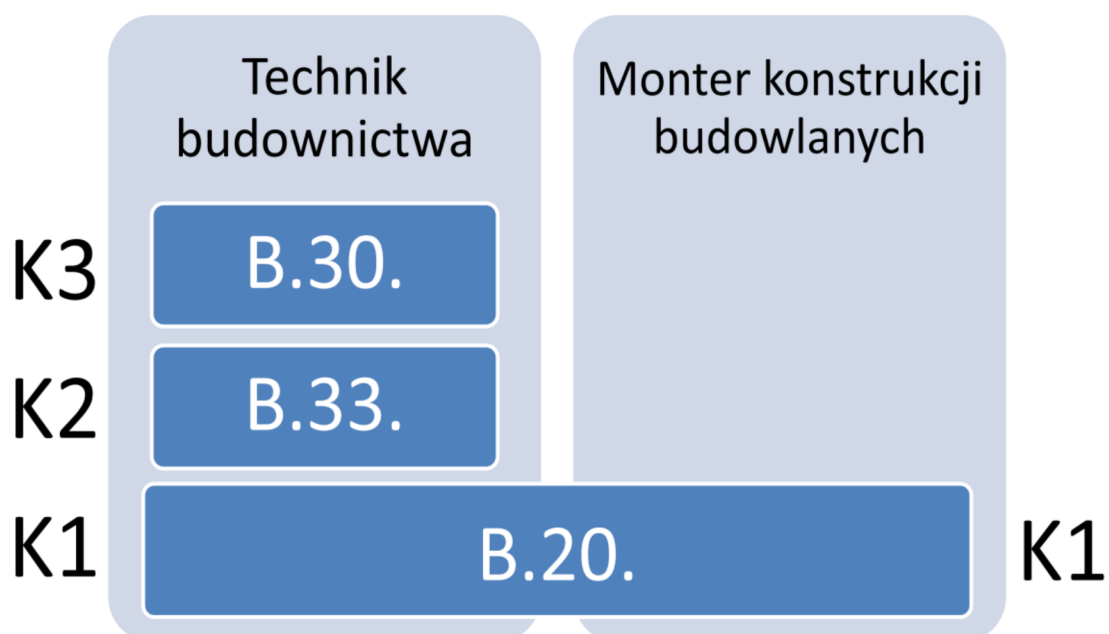 Technik
budownictwa
Monter konstrukcji
budowlanych
K3
B.30.
K2
B.33.
K1
B.20.
K1